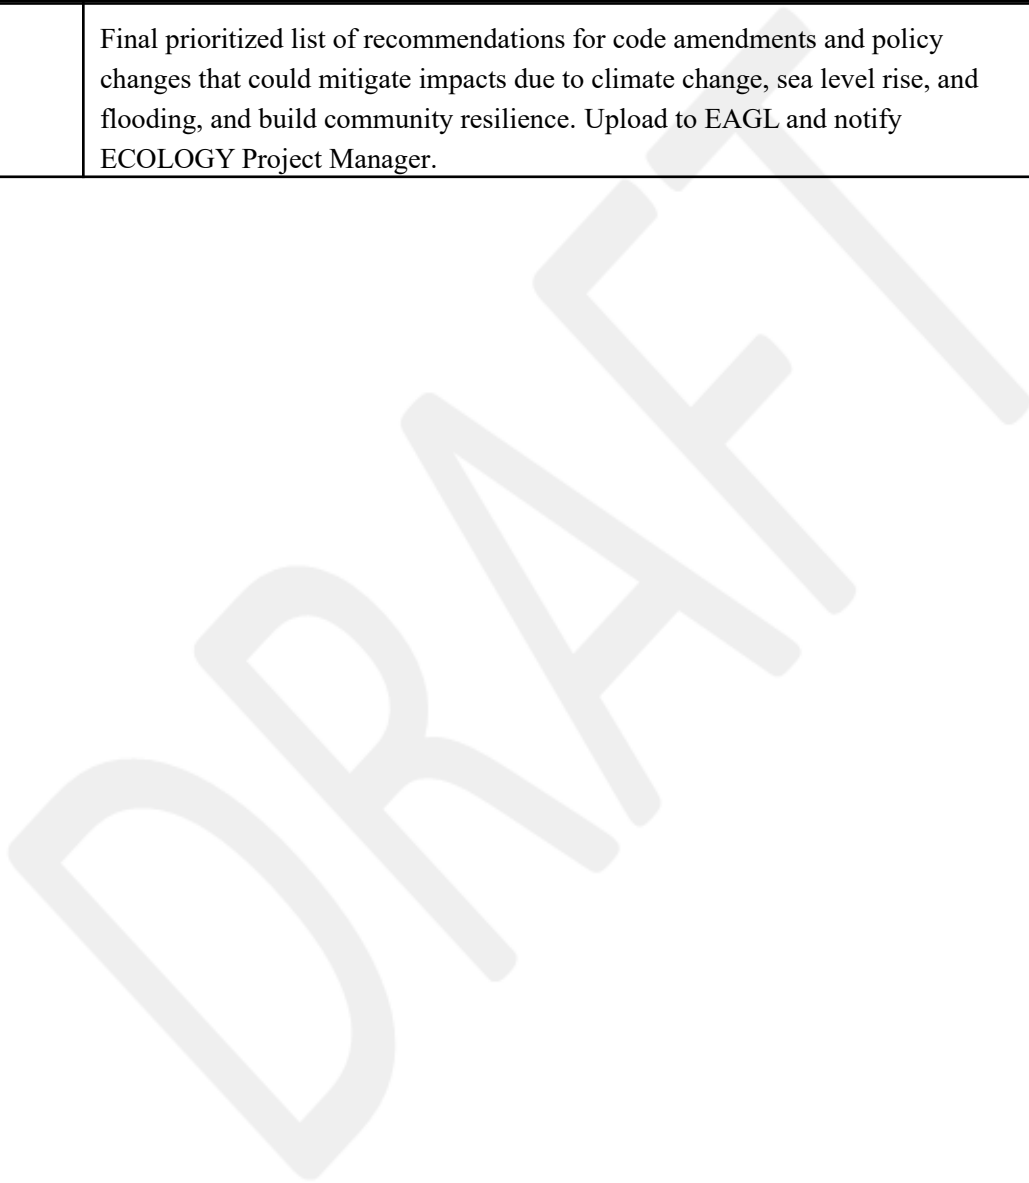 Final prioritized list of recommendations for code amendments and policy
changes that could mitigate impacts due to climate change, sea level rise, and
flooding, and build community resilience. Upload to EAGL and notify
ECOLOGY Project Manager.
DRAFT